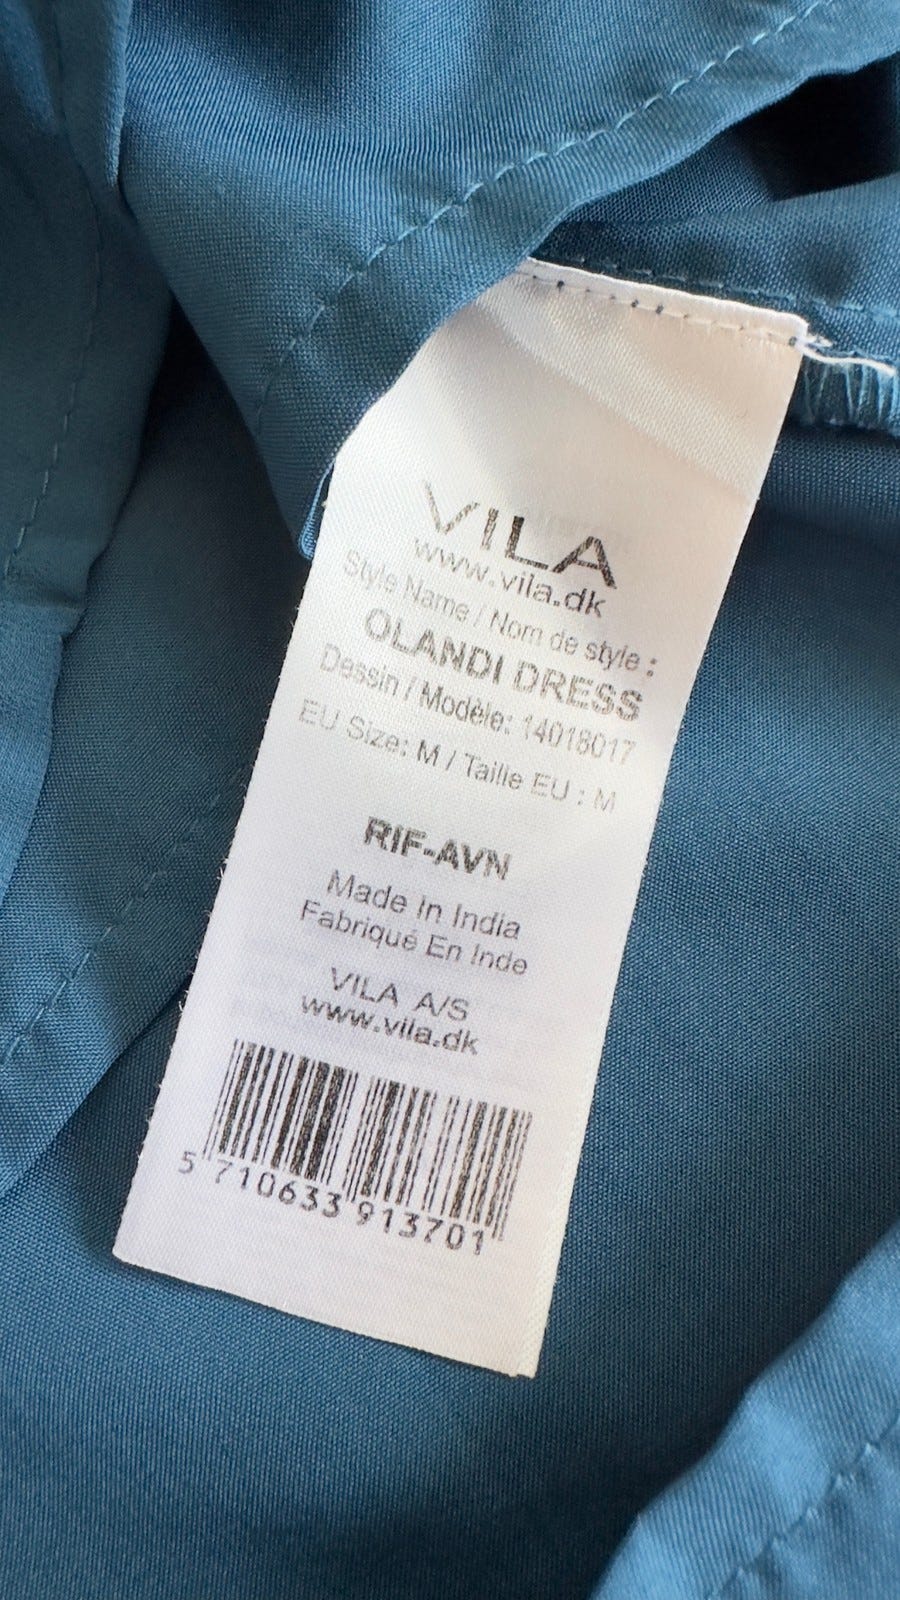 VILA
www.vila.dk
Style Name / Nom de style :
OLANDI DRESS
Dessin / Modèle: 14018017
EU Size: M / Taille EU : M
RIF-AVN
Made In India
Fabriqué En Inde
VILA A/S
www.vila.dk
5 710633 913701